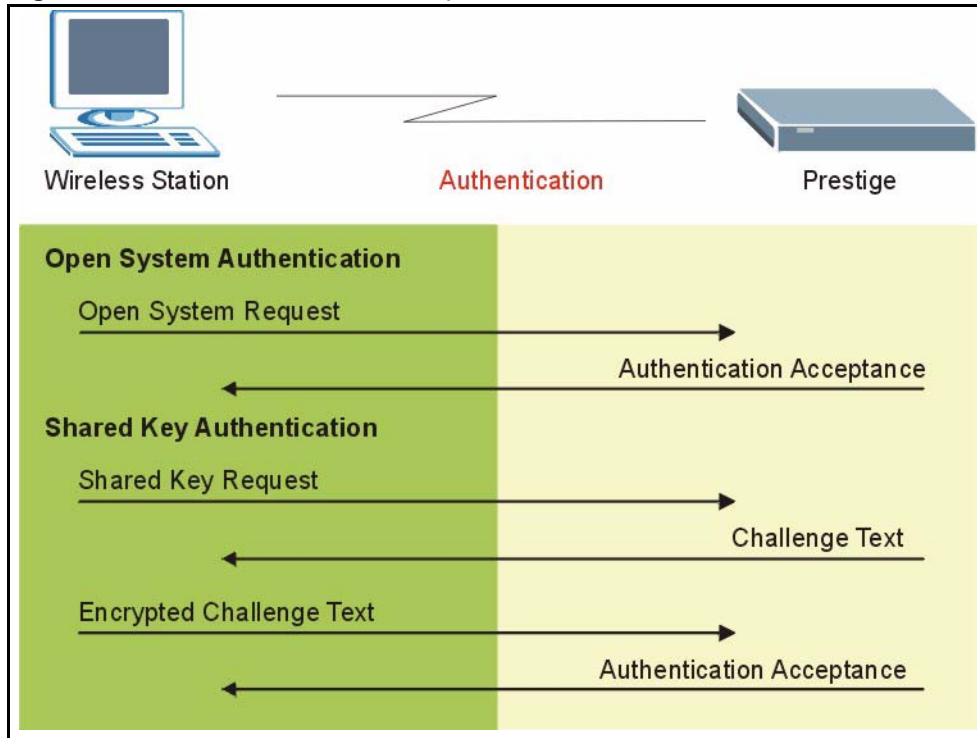 Wireless Station
Authentication
Prestige
Open System Authentication
Open System Request
Authentication Acceptance
Shared Key Authentication
Shared Key Request
Challenge Text
Encrypted Challenge Text
Authentication Acceptance